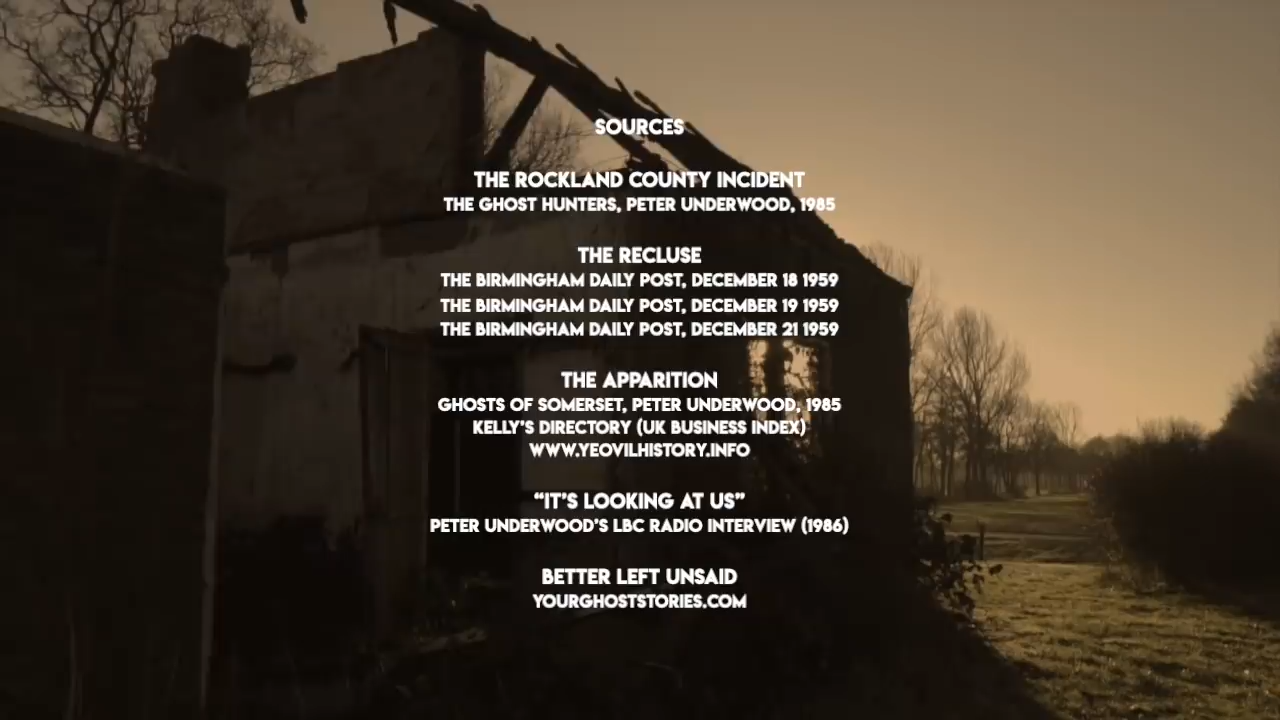 SOURCES
THE ROCKLAND COUNTY INCIDENT
THE GHOST HUNTERS, PETER UNDERWOOD, 1985
THE RECLUSE
THE BIRMINGHAM DAILY POST, DECEMBER 18 1959
THE BIRMINGHAM DAILY POST, DECEMBER 19 1959
THE BIRMINGHAM DAILY POST, DECEMBER 21 1959
THE APPARITION
GHOSTS OF SOMERSET, PETER UNDERWOOD, 1985
KELLY'S DIRECTORY (UK BUSINESS INDEX)
WWW.YEOVILHISTORY.INFO
“IT'S LOOKING AT US”
PETER UNDERWOOD'S LBC RADIO INTERVIEW (1986)
BETTER LEFT UNSAID
YOURGHOSTSTORIES.COM